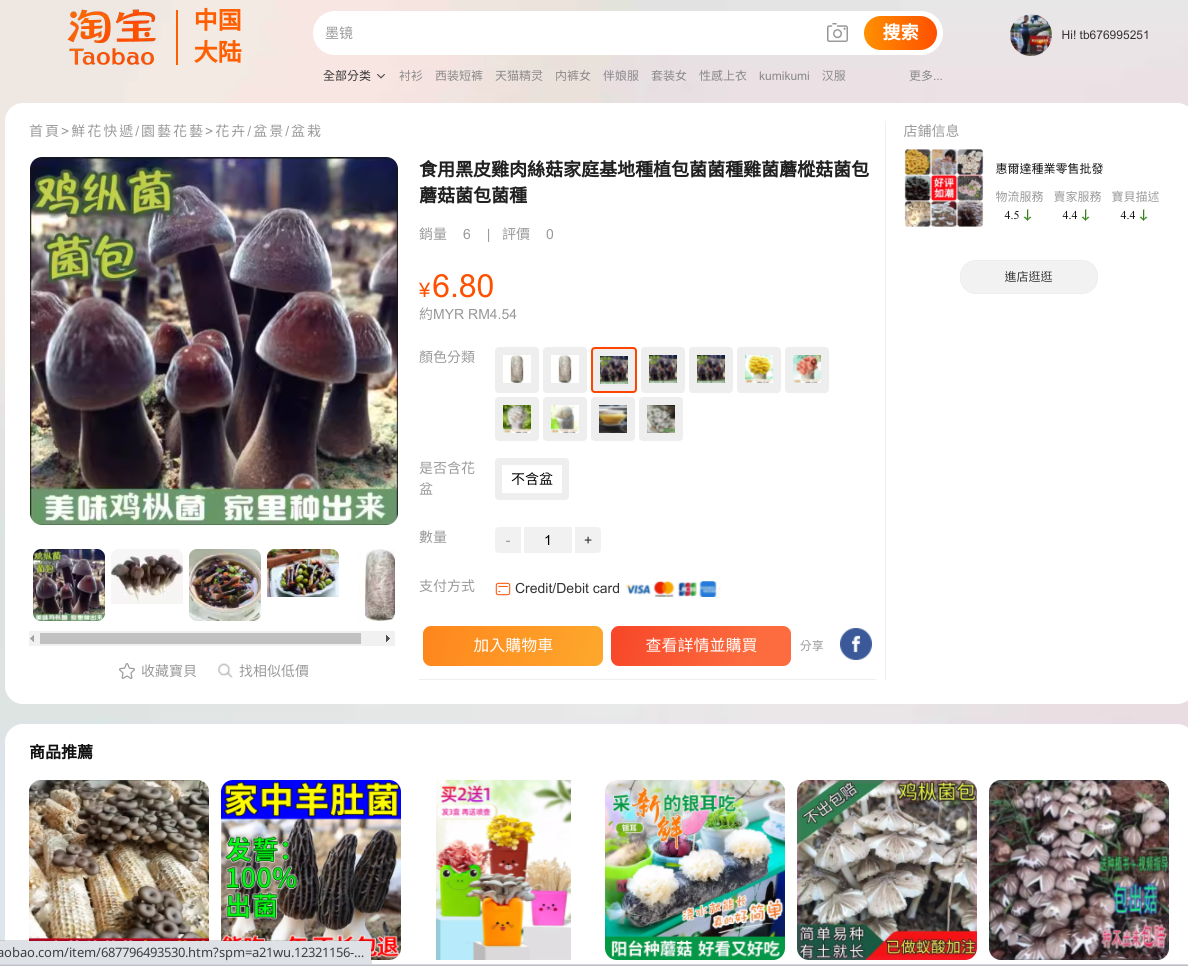 淘宝
Taobao
中国
大陆
墨镜
搜索
Hi! tb676995251
全部分类 衬衫 西装短裤 天猫精灵 内裤女 伴娘服 套装女 性感上衣 kumikumi 汉服 更多...
首頁>鮮花快遞/園藝花藝>花卉/盆景/盆栽
鸡纵菌
菌包
美味鸡枞菌 家里种出来
收藏寶貝 找相似低價
食用黑皮雞肉絲菇家庭基地種植包菌菌種雞菌蘑樅菇菌包
蘑菇菌包菌種
銷量 6 | 評價 0
¥6.80
約MYR RM4.54
顏色分類
是否含花
盆
不含盆
數量
- 1 +
支付方式
Credit/Debit card VISA
加入購物車
查看詳情並購買
分享
f
店鋪信息
好评
如潮
惠爾達種業零售批發
物流服務 賣家服務 寶貝描述
4.5 4.4 4.4
進店逛逛
商品推薦
家中羊肚菌
发誓：
100%
出菌
买2送1
采新鲜的银耳吃
银耳
阳台种蘑菇 好看又好吃
不出包赔
鸡枞菌包
简单易种
有土就长
已做蚁酸加注
包出菇
aobao.com/item/687796493530.htm?spm=a21wu.12321156-...